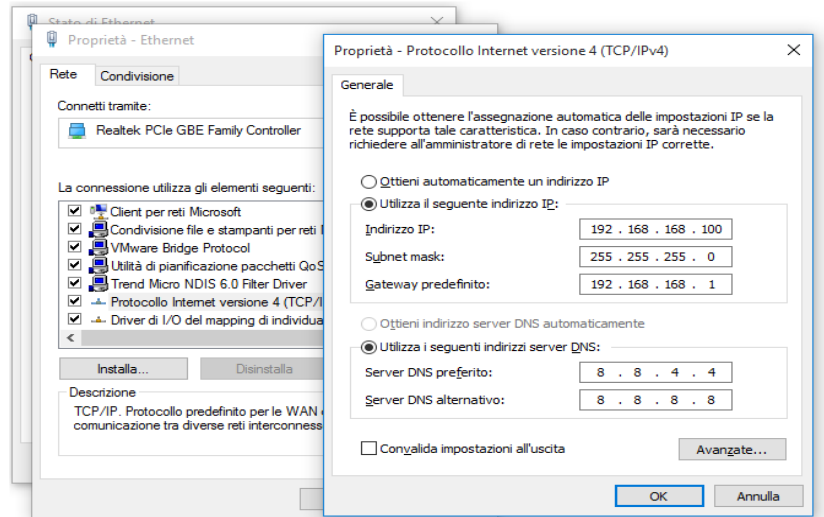 Stato di Ethernet
Proprietà - Ethernet
Rete
Condivisione
Connetti tramite:
Realtek PCIe GBE Family Controller
La connessione utilizza gli elementi seguenti:
Client per reti Microsoft
Condivisione file e stampanti per reti
VMware Bridge Protocol
Utilità di pianificazione pacchetti QoS
Trend Micro NDIS 6.0 Filter Driver
Protocollo Internet versione 4 (TCP/I
Driver di I/O del mapping di individua
Installa...
Disinstalla
Descrizione
TCP/IP. Protocollo predefinito per le WAN
comunicazione tra diverse reti interconness
Proprietà - Protocollo Internet versione 4 (TCP/IPv4)
Generale
È possibile ottenere l'assegnazione automatica delle impostazioni IP se la
rete supporta tale caratteristica. In caso contrario, sarà necessario
richiedere all'amministratore di rete le impostazioni IP corrette.
Ottieni automaticamente un indirizzo IP
Utilizza il seguente indirizzo IP:
Indirizzo IP: 192 . 168 . 168 . 100
Subnet mask: 255 . 255 . 255 . 0
Gateway predefinito: 192 . 168 . 168 . 1
Ottieni indirizzo server DNS automaticamente
Utilizza i seguenti indirizzi server DNS:
Server DNS preferito: 8 . 8 . 4 . 4
Server DNS alternativo: 8 . 8 . 8 . 8
Convalida impostazioni all'uscita
Avanzate...
OK
Annulla